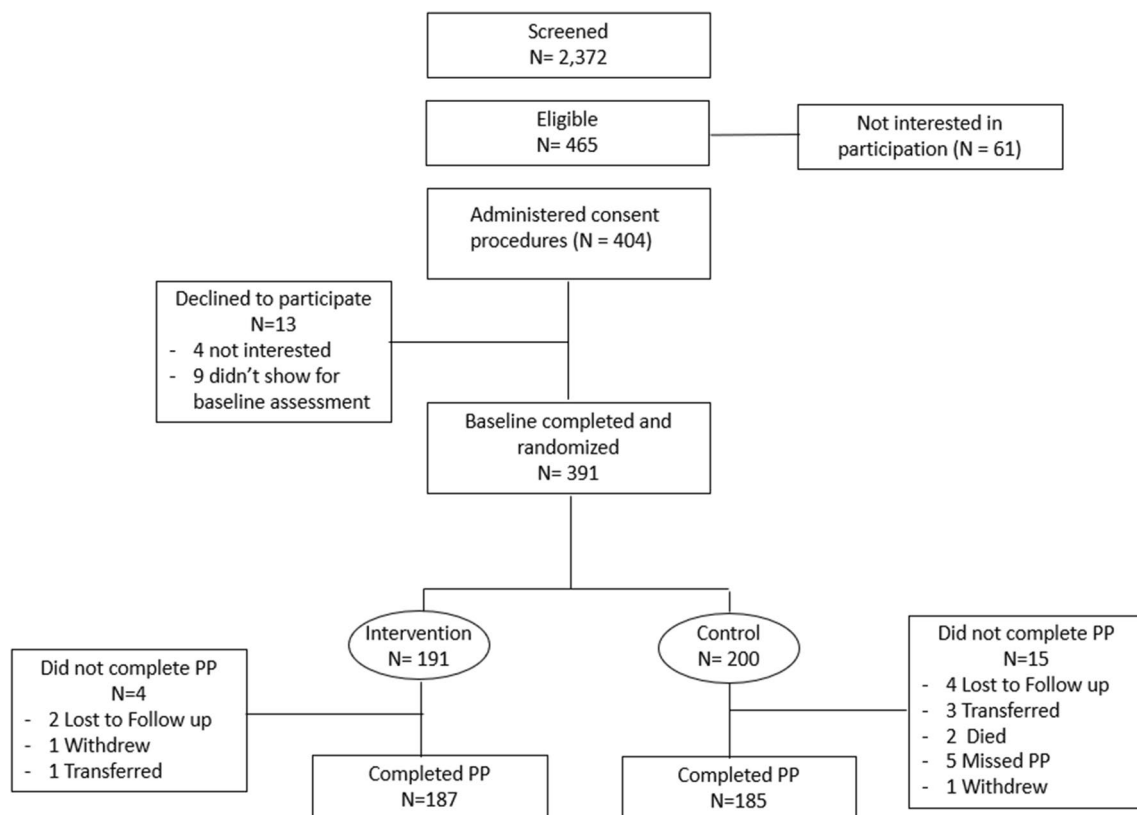 Screened
N= 2,372
Eligible
N= 465
Not interested in
participation (N = 61)
Administered consent
procedures (N = 404)
Declined to participate
N=13
- 4 not interested
- 9 didn't show for
baseline assessment
Baseline completed and
randomized
N= 391
Intervention
N= 191
Control
N= 200
Did not complete PP
N=4
- 2 Lost to Follow up
- 1 Withdrew
- 1 Transferred
Did not complete PP
N=15
- 4 Lost to Follow up
- 3 Transferred
- 2 Died
- 5 Missed PP
- 1 Withdrew
Completed PP
N=187
Completed PP
N=185